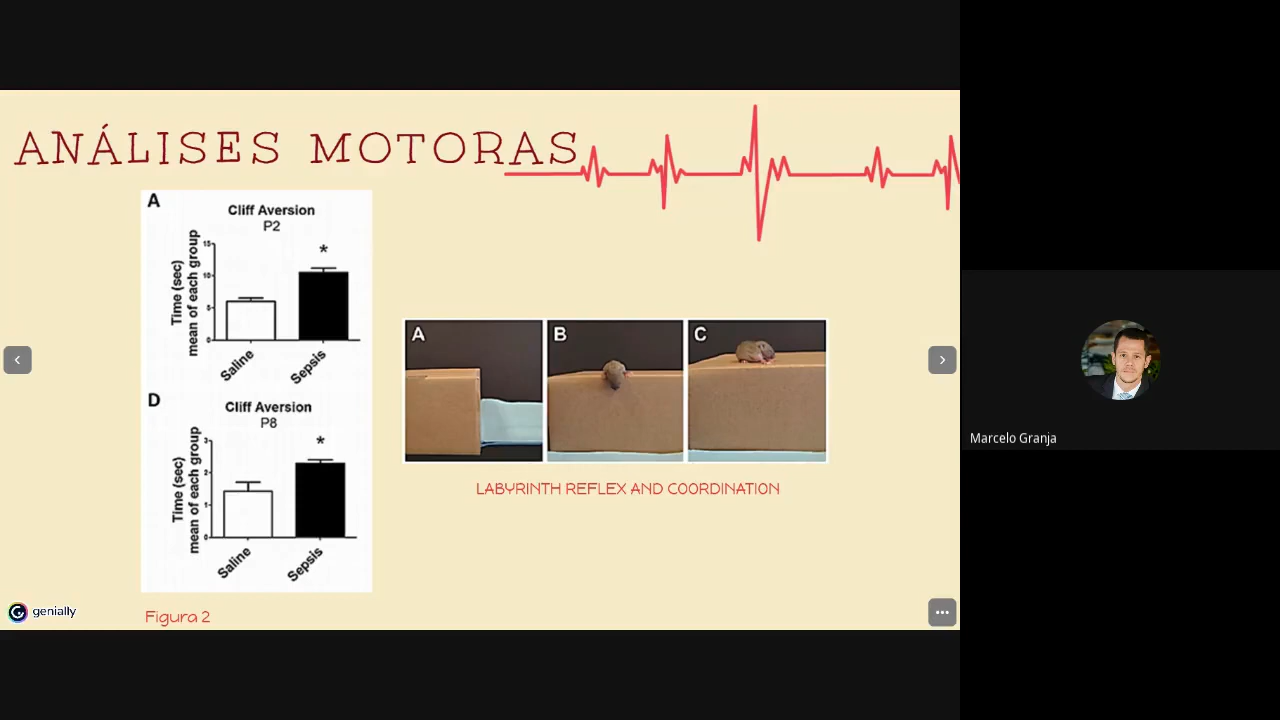 ANÁLISES MOTORAS
A
Cliff Aversion
P2
Time (sec)
mean of each group
15
10
5
0
*
Saline
Sepsis
D
Cliff Aversion
P8
Time (sec)
mean of each group
3
2
1
0
*
Saline
Sepsis
Figura 2
A
B
C
LABYRINTH REFLEX AND COORDINATION
genially
Marcelo Granja